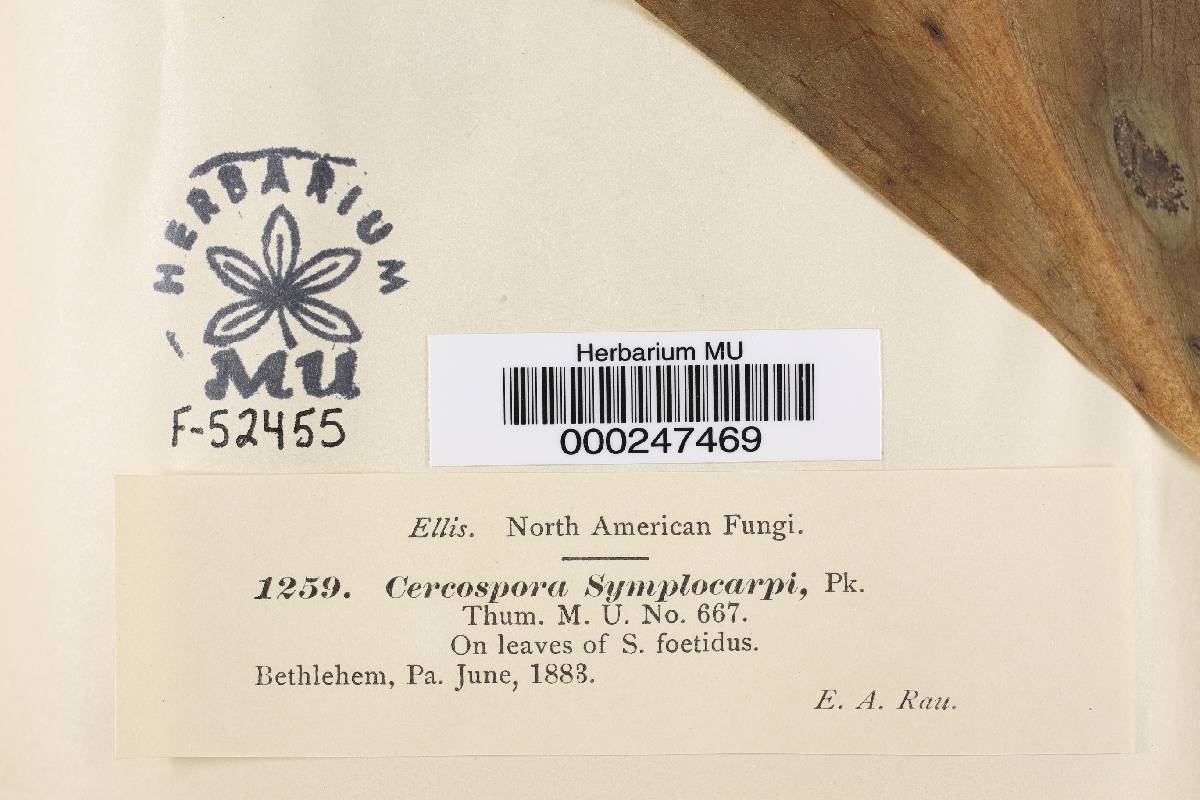 HERBARIUM
MU
F-52455
Herbarium MU
000247469
Ellis. North American Fungi.
1259. Cercospora Symplocarpi, Pk.
Thum. M. U. No. 667.
On leaves of S. foetidus.
Bethlehem, Pa. June, 1883.
E. A. Rau.